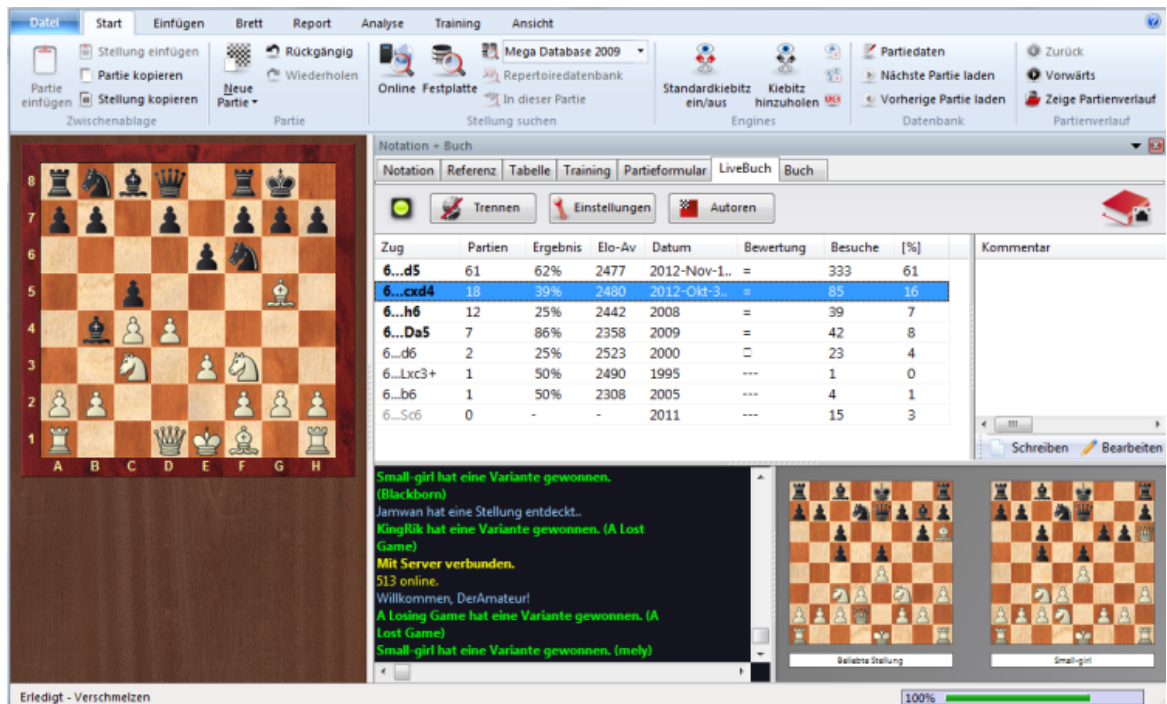 Datei Start Einfügen Brett Report Analyse Training Ansicht
Partie einfügen
Stellung einfügen
Partie kopieren
Stellung kopieren
Zwischenablage
Neue Partie
Rückgängig
Wiederholen
Partie
Online Festplatte
Mega Database 2009
Repertoiredatenbank
In dieser Partie
Stellung suchen
Standardkiebitz ein/aus
Kiebitz hinzuholen
UCI
Engines
Partiedaten
Nächste Partie laden
Vorherige Partie laden
Datenbank
Zurück
Vorwärts
Zeige Partienverlauf
Partienverlauf
8
7
6
5
4
3
2
1
A B C D E F G H
Notation + Buch
Notation Referenz Tabelle Training Partieformular LiveBuch Buch
Trennen Einstellungen Autoren
Zug Partien Ergebnis Elo-Av Datum Bewertung Besuche [%]
6...d5 61 62% 2477 2012-Nov-1.. = 333 61
6...cxd4 18 39% 2480 2012-Okt-3.. = 85 16
6...h6 12 25% 2442 2008 = 39 7
6...Da5 7 86% 2358 2009 = 42 8
6...d6 2 25% 2523 2000 □ 23 4
6...Lxc3+ 1 50% 2490 1995 --- 1 0
6...b6 1 50% 2308 2005 --- 4 1
6...Sc6 0 - - 2011 --- 15 3
Kommentar
Schreiben Bearbeiten
Small-girl hat eine Variante gewonnen.
(Blackborn)
Jamwan hat eine Stellung entdeckt..
KingRik hat eine Variante gewonnen. (A Lost
Game)
Mit Server verbunden.
513 online.
Willkommen, DerAmateur!
A Losing Game hat eine Variante gewonnen. (A
Lost Game)
Small-girl hat eine Variante gewonnen. (mely)
Beliebte Stellung
Small-girl
Erledigt - Verschmelzen
100%